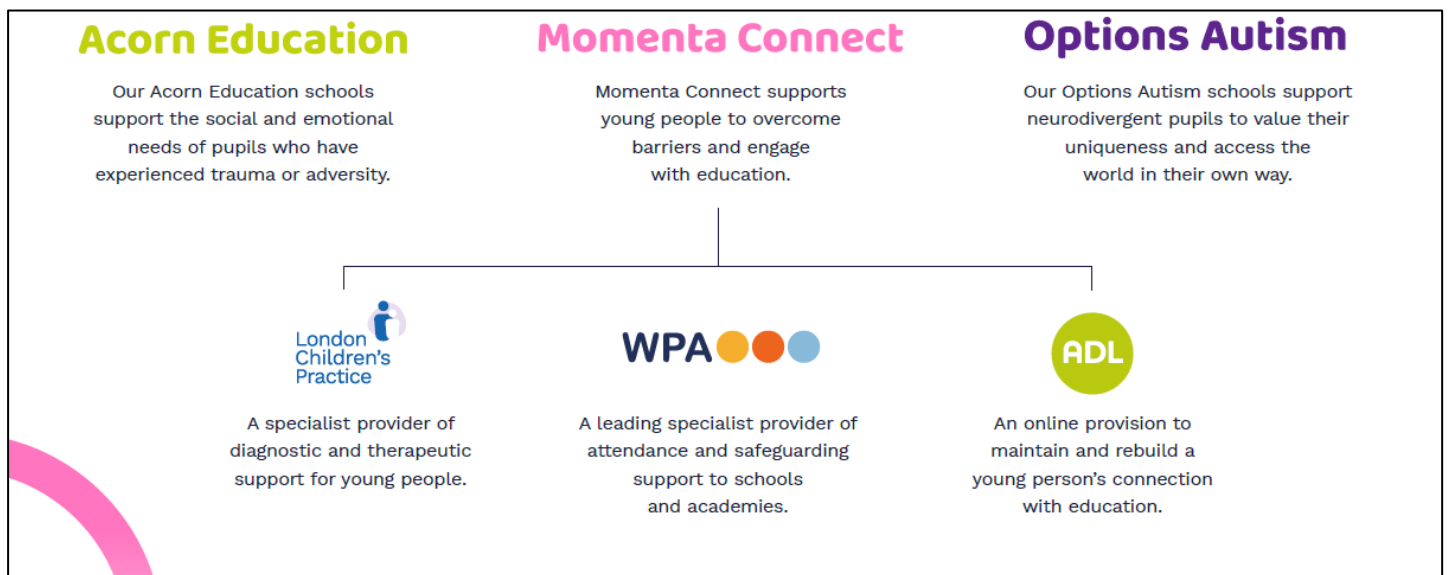 Acorn Education
Our Acorn Education schools
support the social and emotional
needs of pupils who have
experienced trauma or adversity.
Momenta Connect
Momenta Connect supports
young people to overcome
barriers and engage
with education.
Options Autism
Our Options Autism schools support
neurodivergent pupils to value their
uniqueness and access the
world in their own way.
London
Children's
Practice
A specialist provider of
diagnostic and therapeutic
support for young people.
WPA
A leading specialist provider of
attendance and safeguarding
support to schools
and academies.
ADL
An online provision to
maintain and rebuild a
young person's connection
with education.